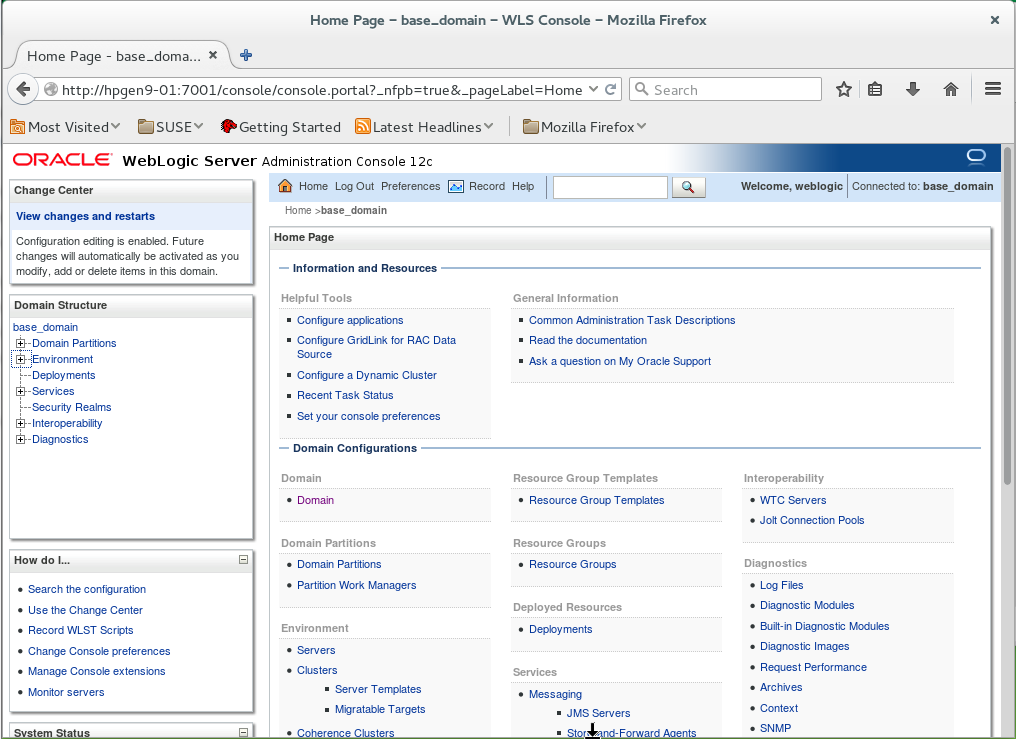 Home Page – base_domain – WLS Console – Mozilla Firefox
Home Page - base_doma...
http://hpgen9-01:7001/console/console.portal?_nfpb=true&_pageLabel=Home
Search
Most Visited
SUSE
Getting Started
Latest Headlines
Mozilla Firefox
ORACLE WebLogic Server Administration Console 12c
Change Center
View changes and restarts
Configuration editing is enabled. Future
changes will automatically be activated as you
modify, add or delete items in this domain.
Domain Structure
base_domain
Domain Partitions
Environment
Deployments
Services
Security Realms
Interoperability
Diagnostics
How do I...
Search the configuration
Use the Change Center
Record WLST Scripts
Change Console preferences
Manage Console extensions
Monitor servers
System Status
Home Log Out Preferences Record Help
Welcome, weblogic
Connected to: base_domain
Home >base_domain
Home Page
Information and Resources
Helpful Tools
Configure applications
Configure GridLink for RAC Data
Source
Configure a Dynamic Cluster
Recent Task Status
Set your console preferences
General Information
Common Administration Task Descriptions
Read the documentation
Ask a question on My Oracle Support
Domain Configurations
Domain
Domain
Domain Partitions
Domain Partitions
Partition Work Managers
Environment
Servers
Clusters
Server Templates
Migratable Targets
Coherence Clusters
Resource Group Templates
Resource Group Templates
Resource Groups
Resource Groups
Deployed Resources
Deployments
Services
Messaging
JMS Servers
Store-and-Forward Agents
Interoperability
WTC Servers
Jolt Connection Pools
Diagnostics
Log Files
Diagnostic Modules
Built-in Diagnostic Modules
Diagnostic Images
Request Performance
Archives
Context
SNMP